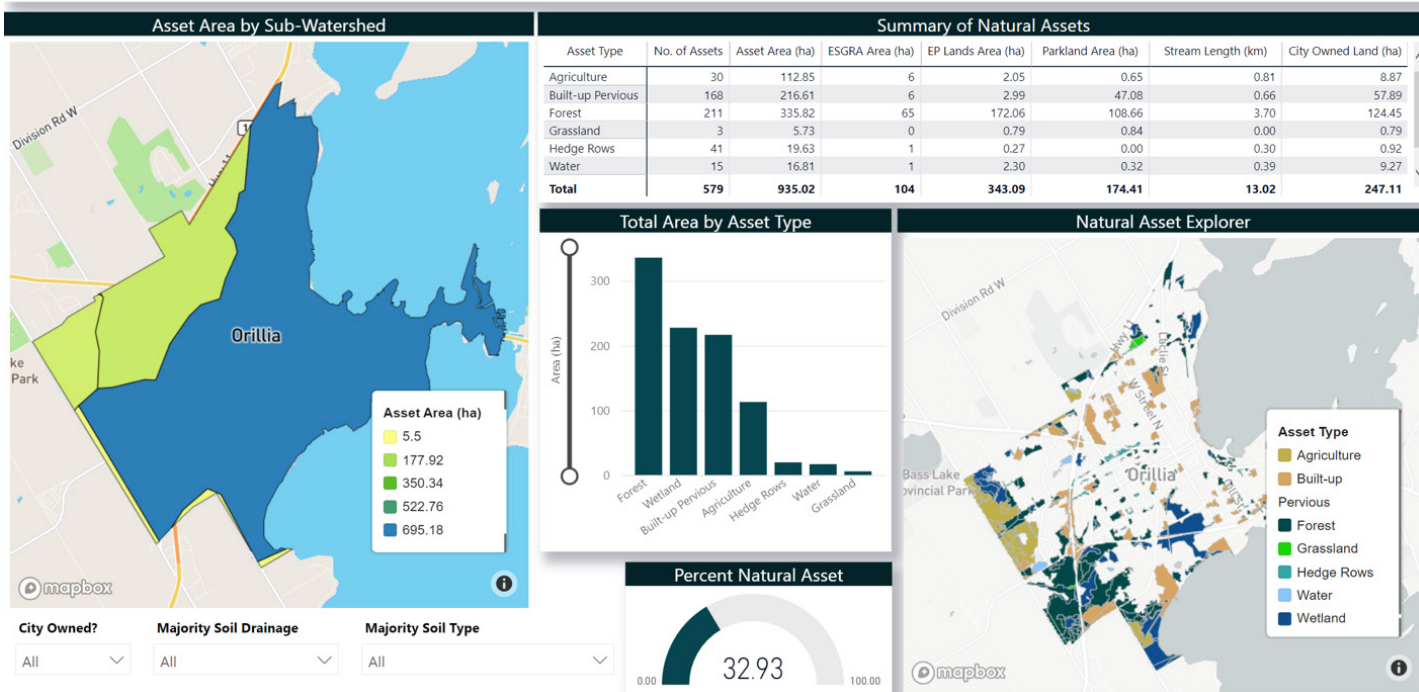 Asset Area by Sub-Watershed
Division Rd W
Hwy 11
Orillia
ke
Park
Asset Area (ha)
5.5
177.92
350.34
522.76
695.18
mapbox
City Owned?
All
Majority Soil Drainage
All
Majority Soil Type
All
Summary of Natural Assets
Asset Type No. of Assets Asset Area (ha) ESGRA Area (ha) EP Lands Area (ha) Parkland Area (ha) Stream Length (km) City Owned Land (ha)
Agriculture 30 112.85 6 2.05 0.65 0.81 8.87
Built-up Pervious 168 216.61 6 2.99 47.08 0.66 57.89
Forest 211 335.82 65 172.06 108.66 3.70 124.45
Grassland 3 5.73 0 0.79 0.84 0.00 0.79
Hedge Rows 41 19.63 1 0.27 0.00 0.30 0.92
Water 15 16.81 1 2.30 0.32 0.39 9.27
Total 579 935.02 104 343.09 174.41 13.02 247.11
Total Area by Asset Type
Area (ha)
300
200
100
0
Forest
Wetland
Built-up Pervious
Agriculture
Hedge Rows
Water
Grassland
Percent Natural Asset
32.93
0.00
100.00
Natural Asset Explorer
Division Rd W
Hwy 11
Laclie St
W Street N
Orillia
Bass Lake
ovincial Park
Asset Type
Agriculture
Built-up
Pervious
Forest
Grassland
Hedge Rows
Water
Wetland
mapbox